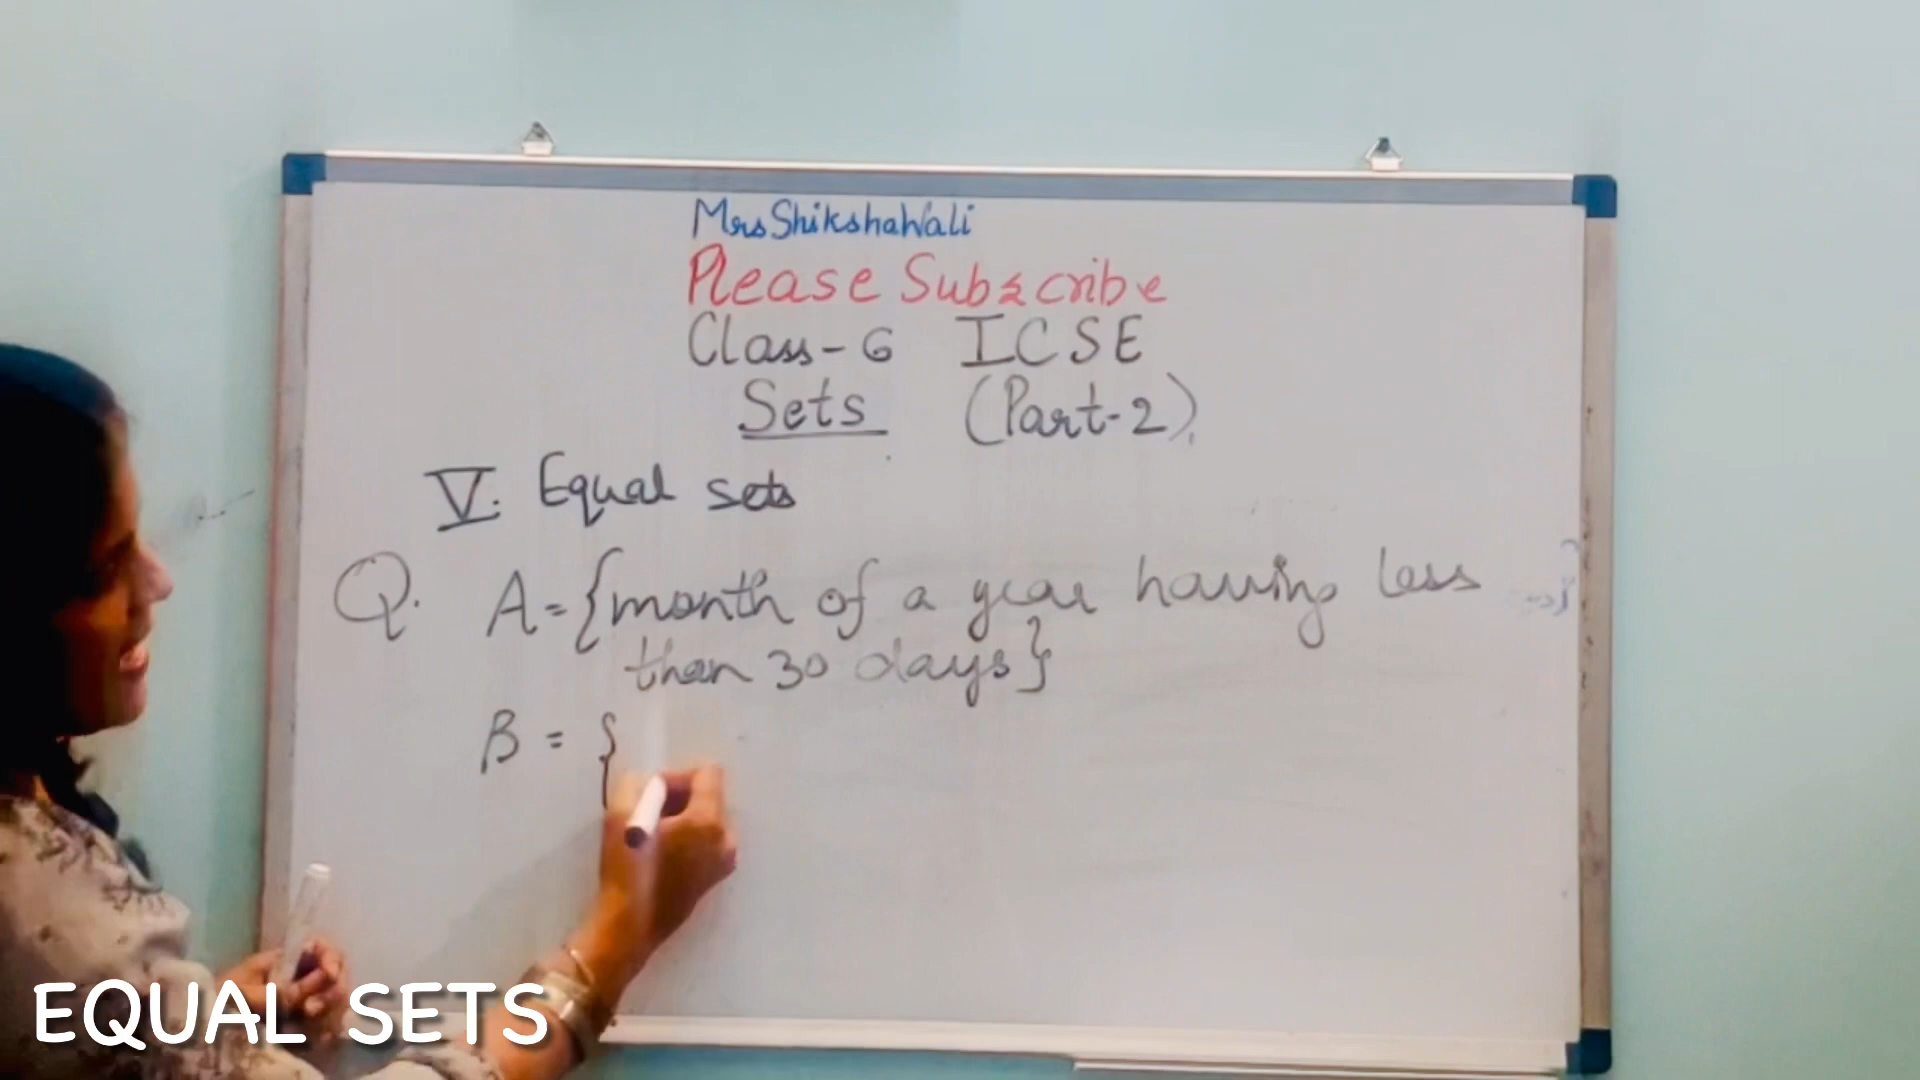 MrsShikshaWali
Please Subscribe
Class-6 ICSE
Sets (Part-2)
V. Equal sets
Q. A={month of a year having less
than 30 days}
B = {
EQUAL SETS